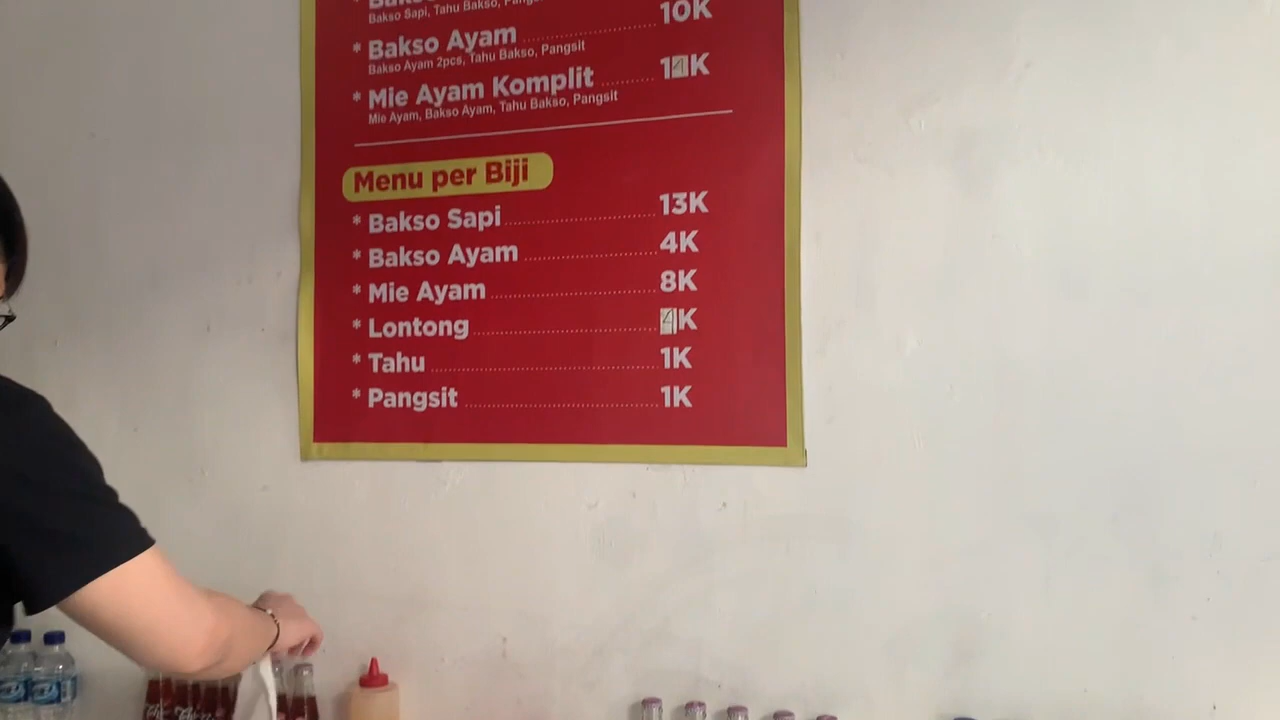 Bakso Sapi, Tahu Bakso,
10K
* Bakso Ayam
Bakso Ayam 2pcs, Tahu Bakso, Pangsit
* Mie Ayam Komplit 14K
Mie Ayam, Bakso Ayam, Tahu Bakso, Pangsit
Menu per Biji
* Bakso Sapi 13K
* Bakso Ayam 4K
* Mie Ayam 8K
* Lontong 4K
* Tahu 1K
* Pangsit 1K